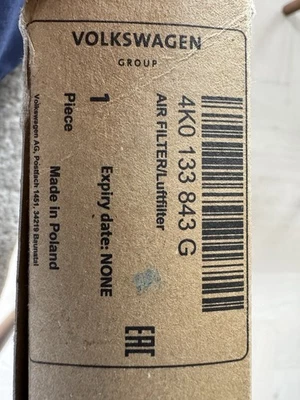 VOLKSWAGEN
GROUP
4K0 133 843 G
AIR FILTER/Luftfilter
1
Piece
Expiry date: NONE
Made in Poland
Volkswagen AG, Postfach 1451, 34219 Baunatal
EAC